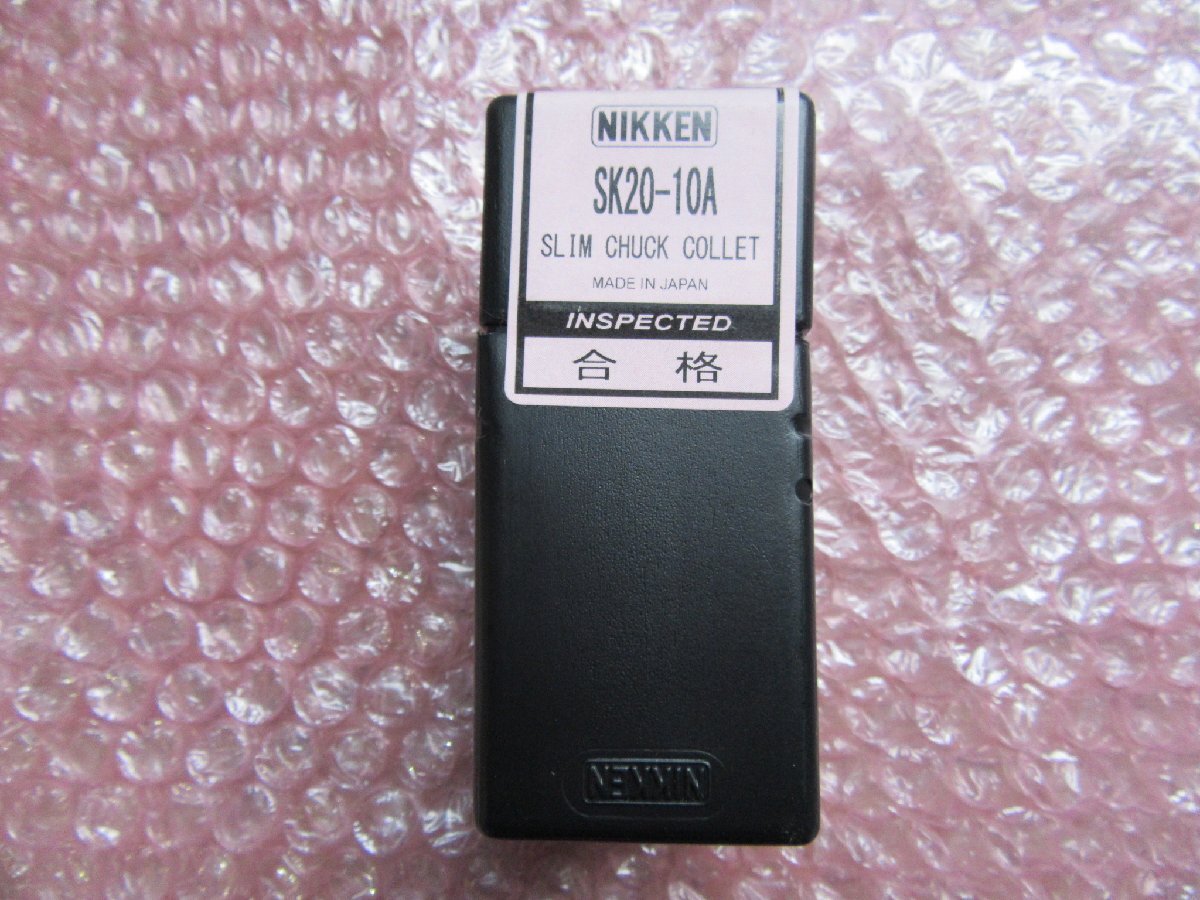 NIKKEN
SK20-10A
SLIM CHUCK COLLET
MADE IN JAPAN
INSPECTED
合格
NIKKEN